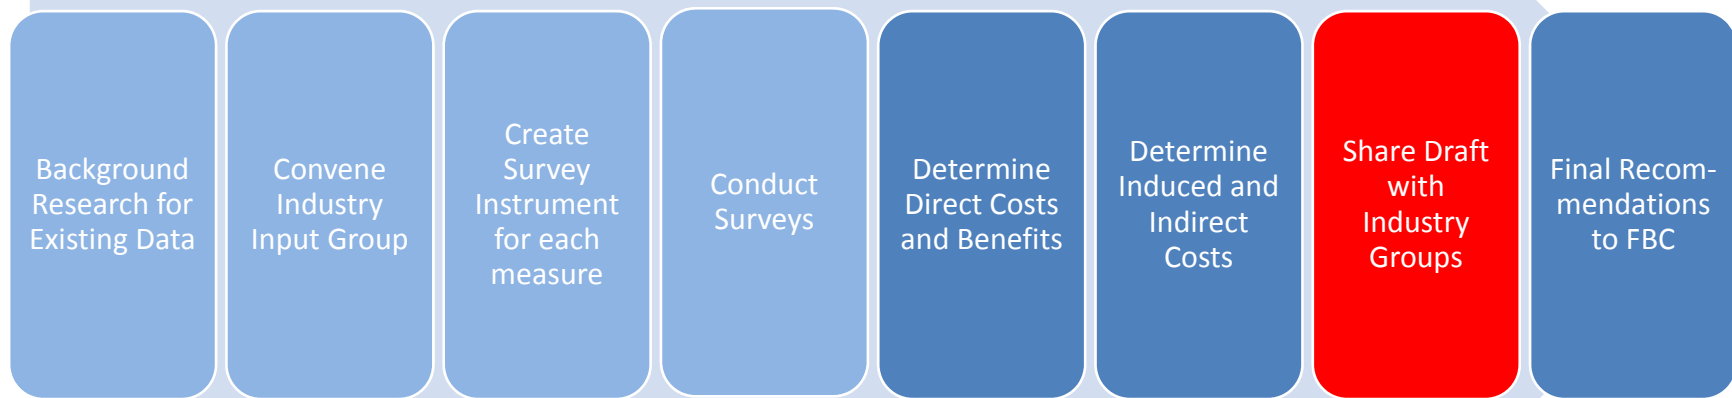 Background
Research for
Existing Data
Convene
Industry
Input Group
Create
Survey
Instrument
for each
measure
Conduct
Surveys
Determine
Direct Costs
and Benefits
Determine
Induced and
Indirect
Costs
Share Draft
with
Industry
Groups
Final Recom-
mendations
to FBC